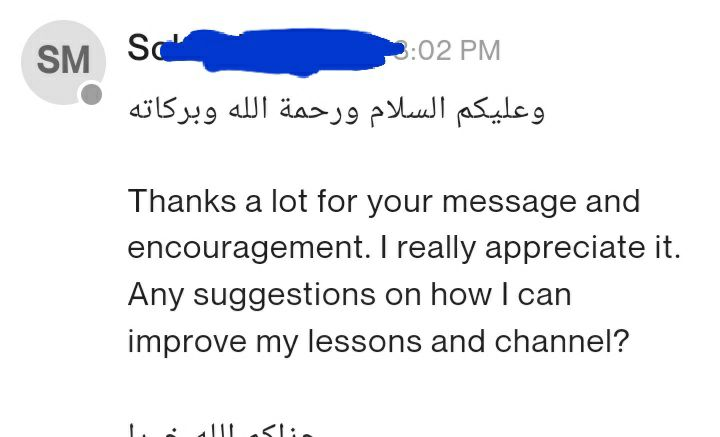 SM
3:02 PM
وعليكم السلام ورحمة الله وبركاته
Thanks a lot for your message and
encouragement. I really appreciate it.
Any suggestions on how I can
improve my lessons and channel?